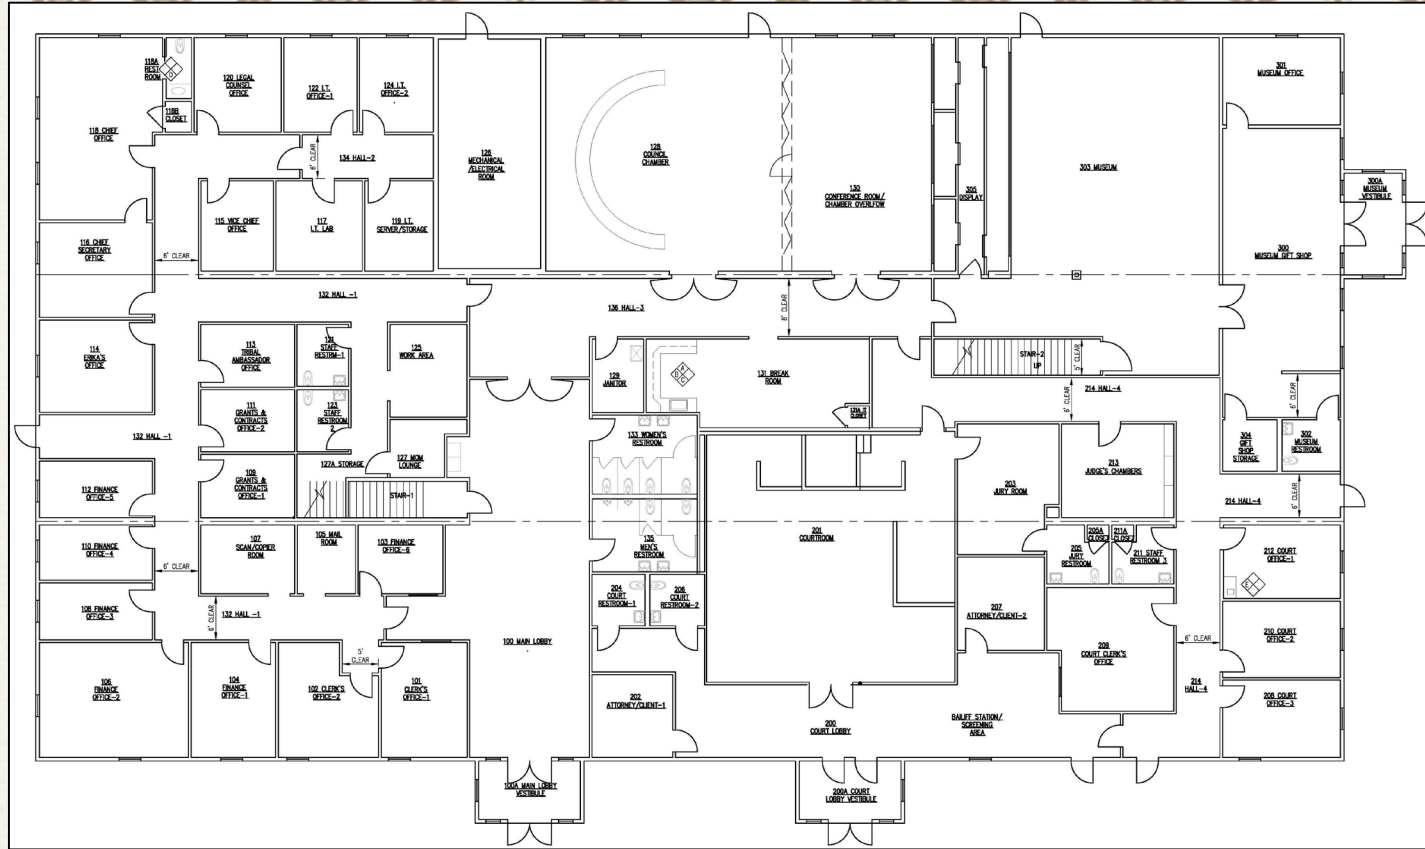 118A
REST
ROOM
D
118B
CLOSET
118 CHIEF
OFFICE
120 LEGAL
COUNSEL
OFFICE
122 I.T.
OFFICE-1
124 I.T.
OFFICE-2
6' CLEAR
134 HALL-2
126
MECHANICAL
/ELECTRICAL
ROOM
128
COUNCIL
CHAMBER
130
CONFERENCE ROOM/
CHAMBER OVERLFOW
305
DISPLAY
303 MUSEUM
301
MUSEUM OFFICE
300A
MUSEUM
VESTIBULE
300
MUSEUM GIFT SHOP
116 CHIEF
SECRETARY
OFFICE
6' CLEAR
115 VICE CHIEF
OFFICE
117
I.T. LAB
119 I.T.
SERVER/STORAGE
132 HALL -1
136 HALL-3
8' CLEAR
114
ERIKA'S
OFFICE
113
TRIBAL
AMBASSADOR
OFFICE
121
STAFF
RESTRM-1
125
WORK AREA
129
JANITOR
A
B
C
131 BREAK
ROOM
STAIR-2
UP
5' CLEAR
6' CLEAR
214 HALL-4
6' CLEAR
111
GRANTS &
CONTRACTS
OFFICE-2
123
STAFF
RESTROOM
2
132 HALL -1
127 MOM
LOUNGE
127A STORAGE
133 WOMEN'S
RESTROOM
CLOSET
304
GIFT
SHOP
STORAGE
302
MUSEUM
RESTROOM
112 FINANCE
OFFICE-5
109
GRANTS &
CONTRACTS
OFFICE-1
STAIR-1
203
JURY ROOM
213
JUDGE'S CHAMBERS
214 HALL-4
6' CLEAR
110 FINANCE
OFFICE-4
107
SCAN/COPIER
ROOM
105 MAIL
ROOM
103 FINANCE
OFFICE-6
135
MEN'S
RESTROOM
201
COURTROOM
205A
CLOSET
211A
CLOSET
205
JURY
RESTROOM
211 STAFF
RESTROOM 3
212 COURT
OFFICE-1
E
6' CLEAR
108 FINANCE
OFFICE-3
6' CLEAR
132 HALL -1
204
COURT
RESTROOM-1
206
COURT
RESTROOM-2
207
ATTORNEY/CLIENT-2
209
COURT CLERK'S
OFFICE
6' CLEAR
210 COURT
OFFICE-2
100 MAIN LOBBY
5'
CLEAR
106
FINANCE
OFFICE-2
104
FINANCE
OFFICE-1
102 CLERK'S
OFFICE-2
101
CLERK'S
OFFICE-1
202
ATTORNEY/CLIENT-1
200
COURT LOBBY
BAILIFF STATION/
SCREENING
AREA
214
HALL-4
208 COURT
OFFICE-3
100A MAIN LOBBY
VESTIBULE
200A COURT
LOBBY VESTIBULE